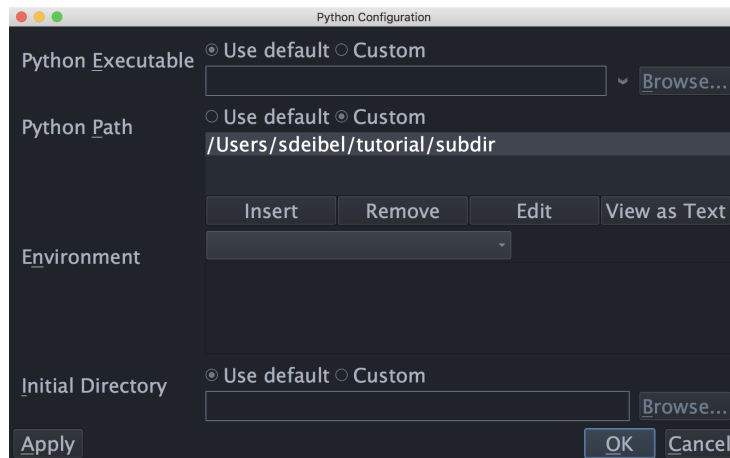 Python Configuration
Python Executable
Use default Custom
Browse...
Python Path
Use default Custom
/Users/sdeibel/tutorial/subdir
Insert Remove Edit View as Text
Environment
Initial Directory
Use default Custom
Browse...
Apply OK Cancel